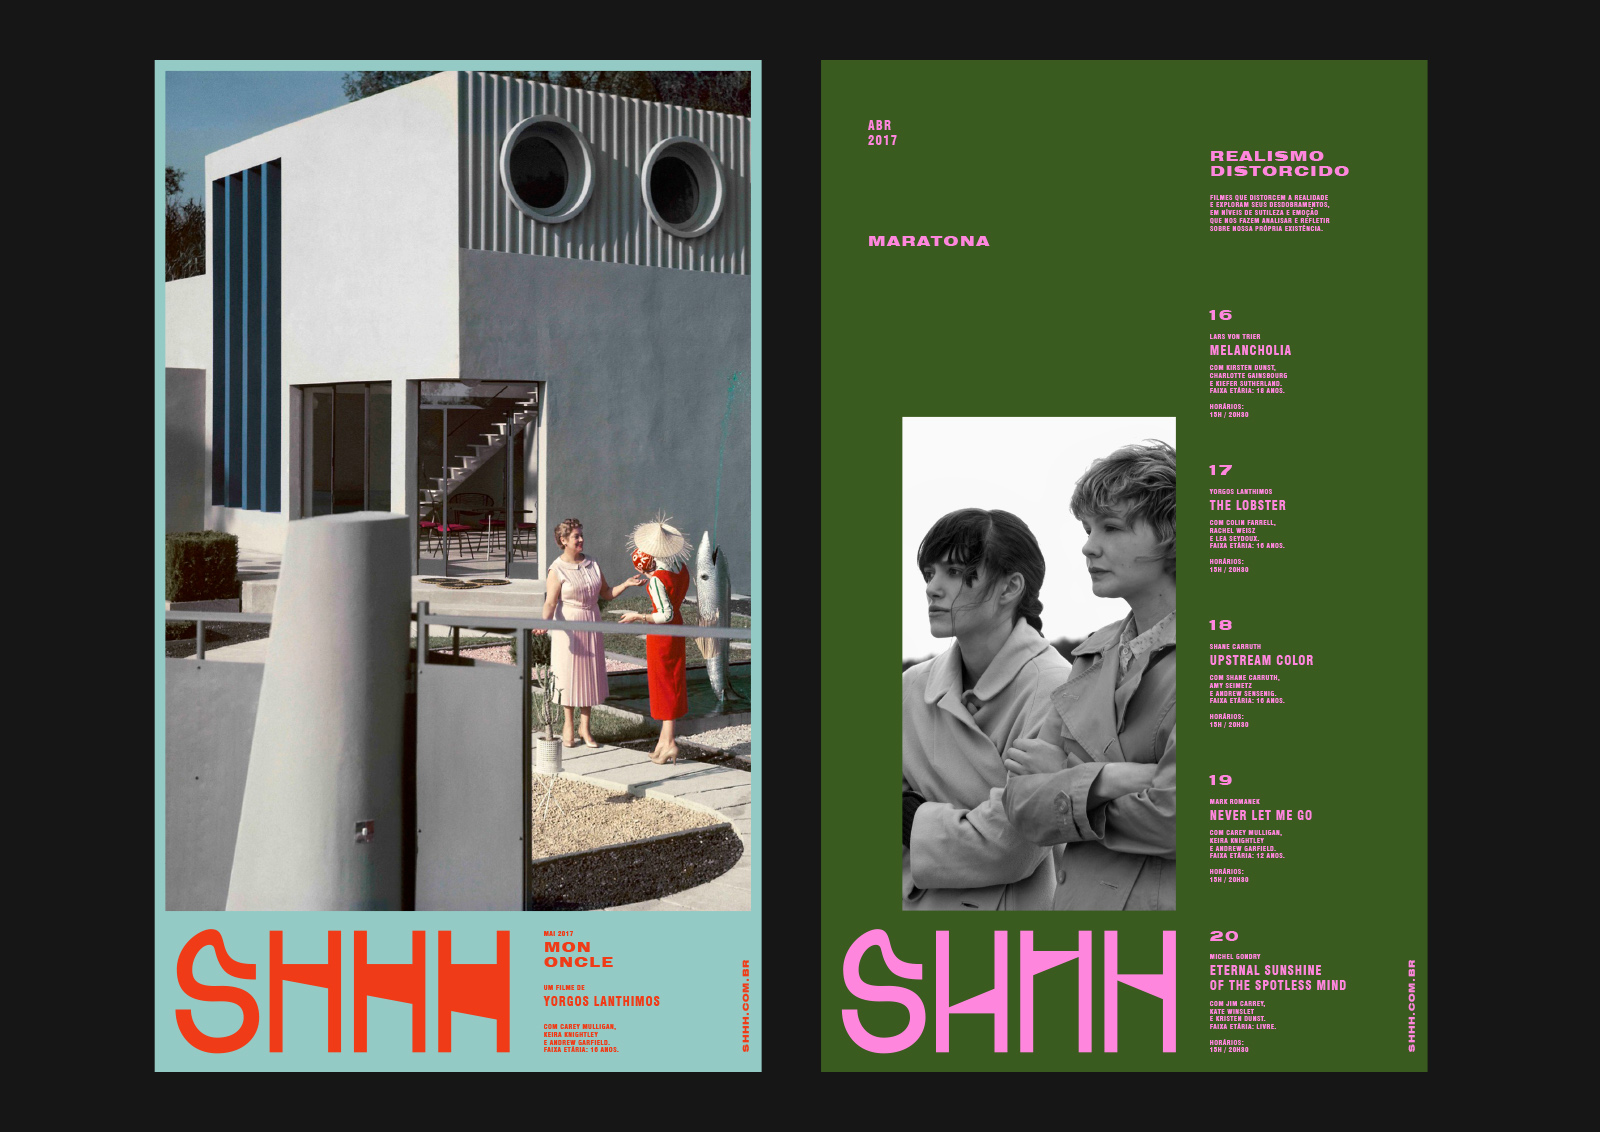 SHHH
MAI 2017
MON
ONCLE
UM FILME DE
YORGOS LANTHIMOS
COM CAREY MULLIGAN,
KEIRA KNIGHTLEY
E ANDREW GARFIELD.
FAIXA ETÁRIA: 16 ANOS.
SHHH.COM.BR
ABR
2017
MARATONA
REALISMO
DISTORCIDO
FILMES QUE DISTORCEM A REALIDADE
E EXPLORAM SEUS DESDOBRAMENTOS,
EM NÍVEIS DE SUTILEZA E EMOÇÃO
QUE NOS FAZEM ANALISAR E REFLETIR
SOBRE NOSSA PRÓPRIA EXISTÊNCIA.
16
LARS VON TRIER
MELANCHOLIA
COM KIRSTEN DUNST,
CHARLOTTE GAINSBOURG
E KIEFER SUTHERLAND.
FAIXA ETÁRIA: 18 ANOS.
HORÁRIOS:
15H / 20H30
17
YORGOS LANTHIMOS
THE LOBSTER
COM COLIN FARRELL,
RACHEL WEISZ
E LEA SEYDOUX.
FAIXA ETÁRIA: 16 ANOS.
HORÁRIOS:
15H / 20H30
18
SHANE CARRUTH
UPSTREAM COLOR
COM SHANE CARRUTH,
AMY SEIMETZ
E ANDREW SENSENIG.
FAIXA ETÁRIA: 16 ANOS.
HORÁRIOS:
15H / 20H30
19
MARK ROMANEK
NEVER LET ME GO
COM CAREY MULLIGAN,
KEIRA KNIGHTLEY
E ANDREW GARFIELD.
FAIXA ETÁRIA: 12 ANOS.
HORÁRIOS:
15H / 20H30
SHHH
20
MICHEL GONDRY
ETERNAL SUNSHINE
OF THE SPOTLESS MIND
COM JIM CARREY,
KATE WINSLET
E KRISTEN DUNST.
FAIXA ETÁRIA: LIVRE.
HORÁRIOS:
15H / 20H30
SHHH.COM.BR